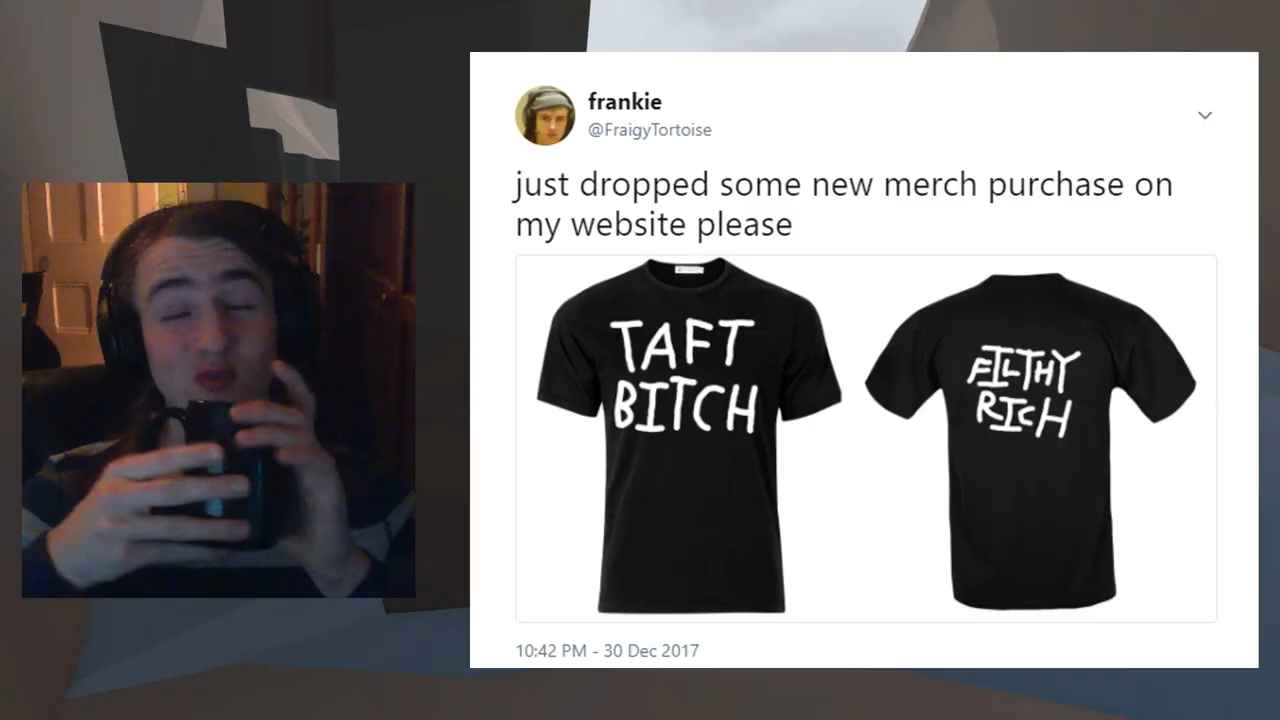 frankie
@FraigyTortoise
just dropped some new merch purchase on
my website please
TAFT
BITCH
FILTHY
RICH
10:42 PM - 30 Dec 2017